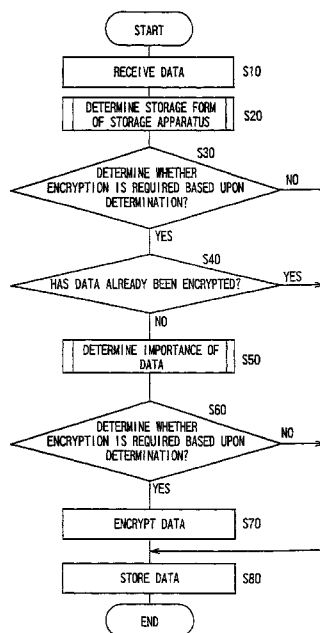 START
RECEIVE DATA S10
DETERMINE STORAGE FORM
OF STORAGE APPARATUS S20
S30
DETERMINE WHETHER
ENCRYPTION IS REQUIRED BASED UPON
DETERMINATION?
NO
YES
S40
HAS DATA ALREADY BEEN ENCRYPTED?
YES
NO
DETERMINE IMPORTANCE OF
DATA S50
S60
DETERMINE WHETHER
ENCRYPTION IS REQUIRED BASED UPON
DETERMINATION?
NO
YES
ENCRYPT DATA S70
STORE DATA S80
END